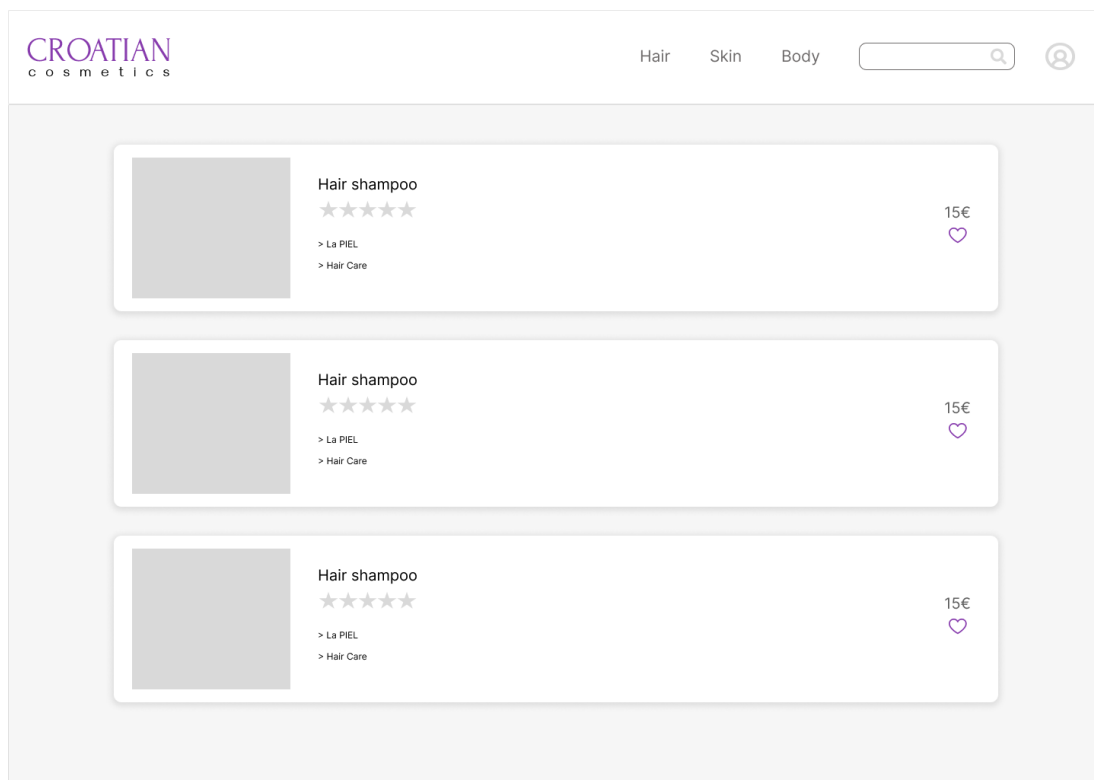 CROATIAN
cosmetics
Hair Skin Body
Hair shampoo
15€
> La PIEL
> Hair Care
Hair shampoo
15€
> La PIEL
> Hair Care
Hair shampoo
15€
> La PIEL
> Hair Care